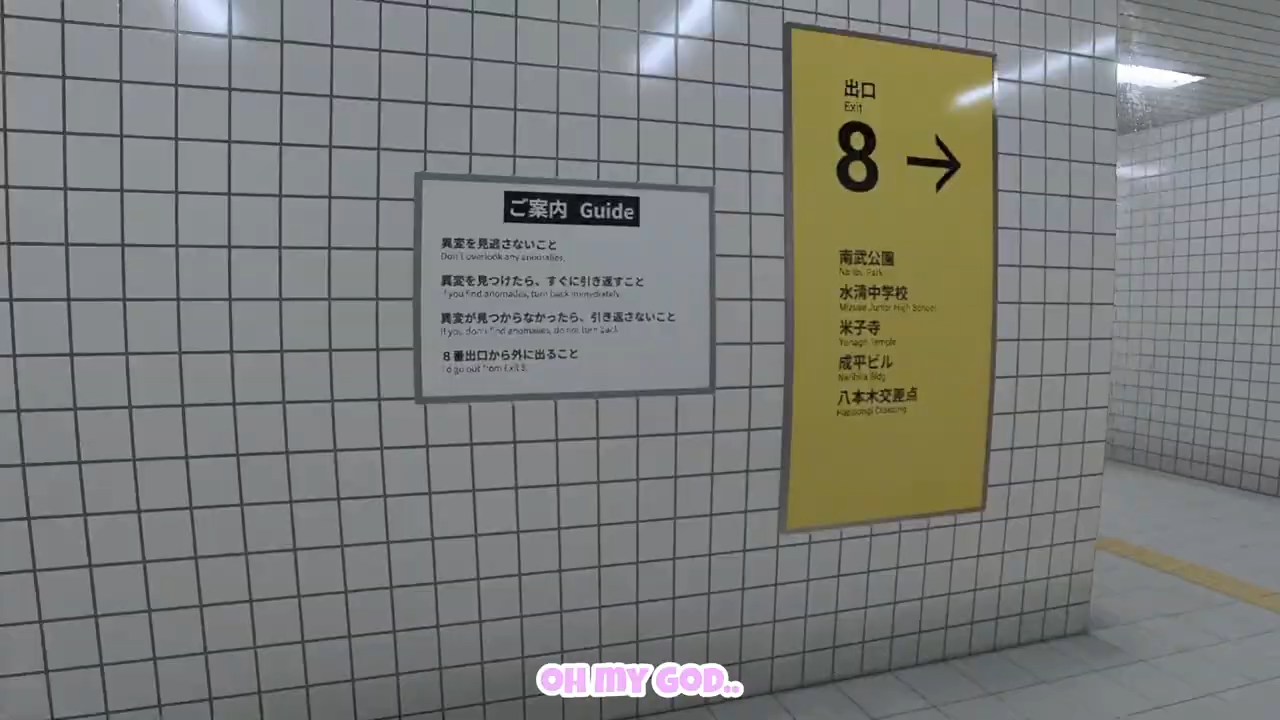 ご案内 Guide
異変を見逃さないこと
Don't overlook any anomalies.
異変を見つけたら、すぐに引き返すこと
If you find anomalies, turn back immediately.
異変が見つからなかったら、引き返さないこと
If you don't find anomalies, do not turn back.
8番出口から外に出ること
To go out from Exit 8.
出口
Exit
8 →
南武公園
Nanbu Park
水清中学校
Mizuse Junior High School
米子寺
Yonago Temple
成平ビル
Narihira Bldg
八本木交差点
Happongi Crossing
OH MY GOD..